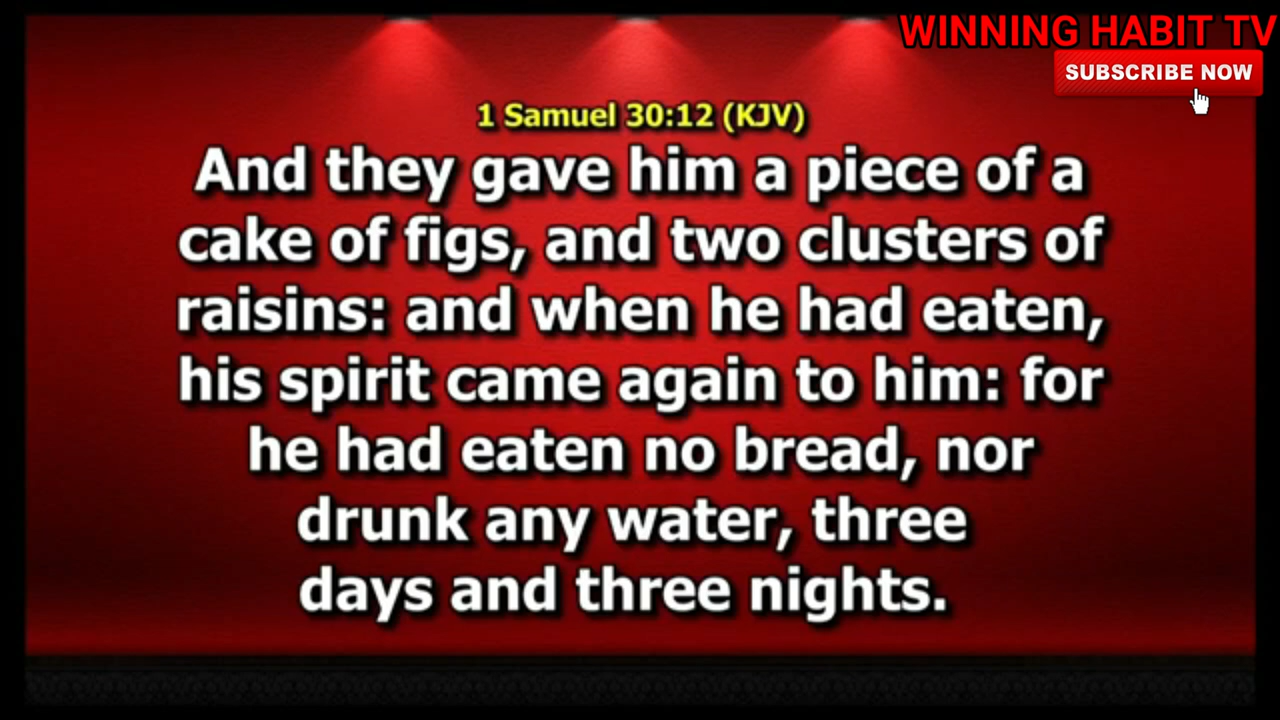 WINNING HABIT TV
SUBSCRIBE NOW
1 Samuel 30:12 (KJV)
And they gave him a piece of a
cake of figs, and two clusters of
raisins: and when he had eaten,
his spirit came again to him: for
he had eaten no bread, nor
drunk any water, three
days and three nights.